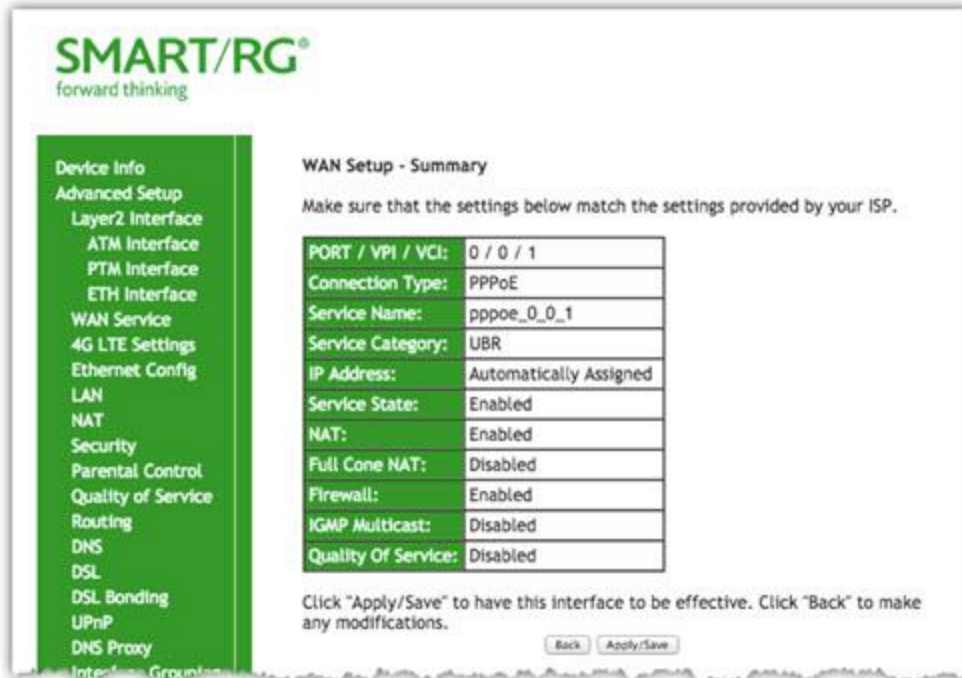 SMART/RG®
forward thinking
Device Info
Advanced Setup
Layer2 Interface
ATM Interface
PTM Interface
ETH Interface
WAN Service
4G LTE Settings
Ethernet Config
LAN
NAT
Security
Parental Control
Quality of Service
Routing
DNS
DSL
DSL Bonding
UPnP
DNS Proxy
Interface Grouping
WAN Setup - Summary
Make sure that the settings below match the settings provided by your ISP.
PORT / VPI / VCI: 0 / 0 / 1
Connection Type: PPPoE
Service Name: pppoe_0_0_1
Service Category: UBR
IP Address: Automatically Assigned
Service State: Enabled
NAT: Enabled
Full Cone NAT: Disabled
Firewall: Enabled
IGMP Multicast: Disabled
Quality Of Service: Disabled
Click "Apply/Save" to have this interface to be effective. Click "Back" to make
any modifications.
Back Apply/Save